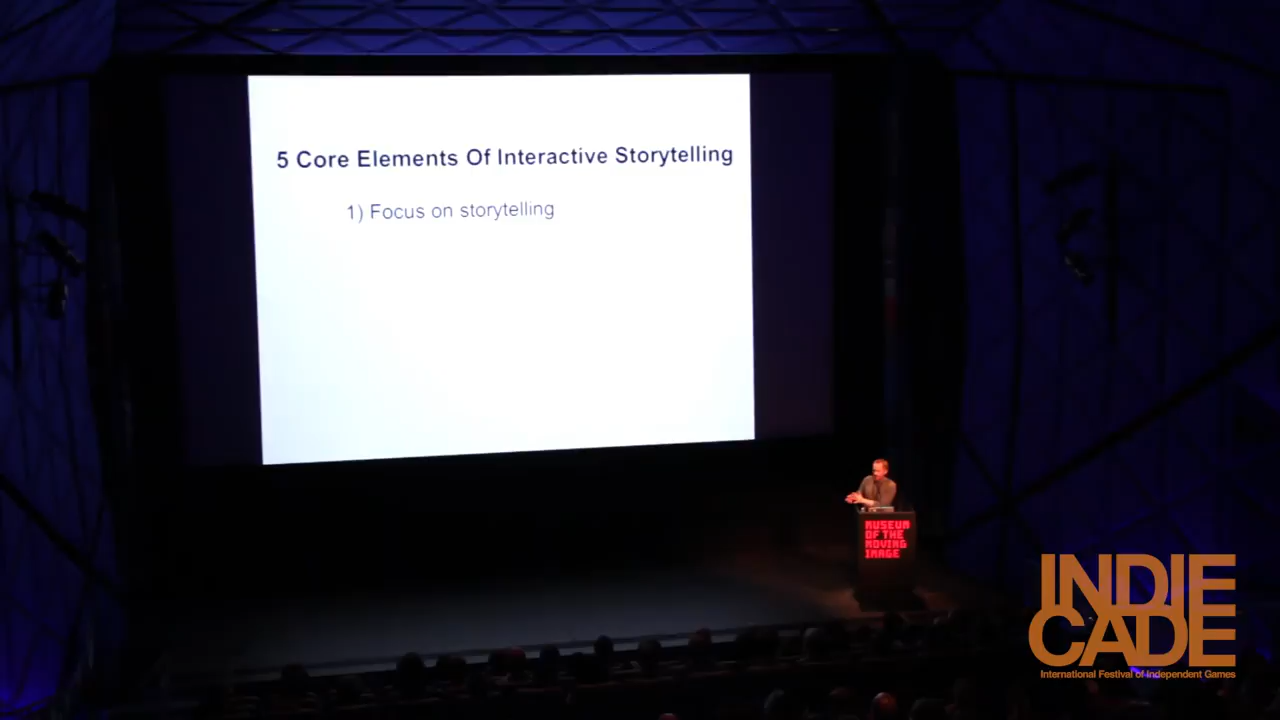 5 Core Elements Of Interactive Storytelling
1) Focus on storytelling
MUSEUM
OF THE
MOVING
IMAGE
INDIE
CADE
International Festival of Independent Games